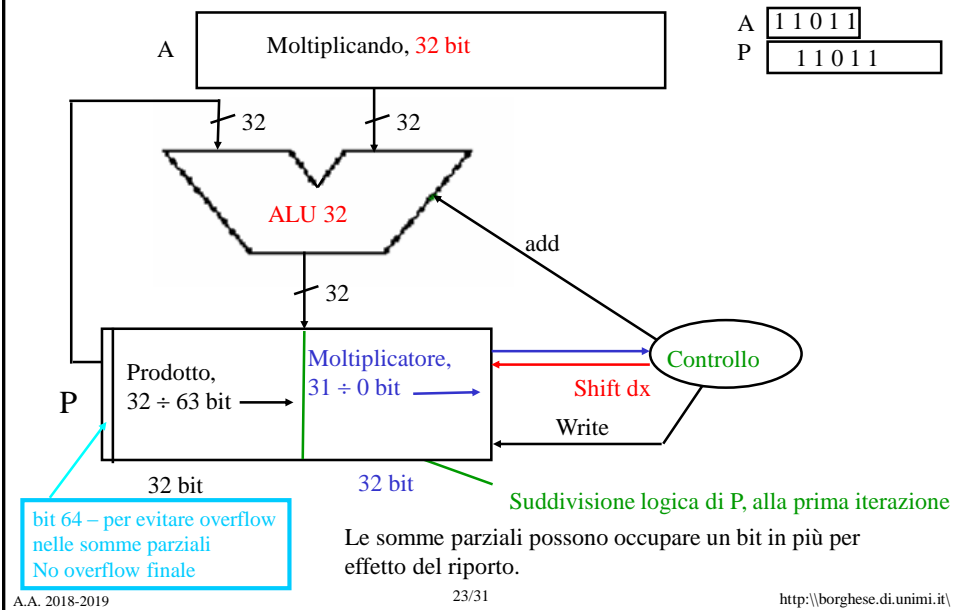 A
Moltiplicando, 32 bit
A 1 1 0 1 1
P 1 1 0 1 1
32
32
ALU 32
add
32
P
Prodotto,
32 ÷ 63 bit
Moltiplicatore,
31 ÷ 0 bit
Controllo
Shift dx
Write
32 bit
32 bit
Suddivisione logica di P, alla prima iterazione
bit 64 – per evitare overflow
nelle somme parziali
No overflow finale
Le somme parziali possono occupare un bit in più per
effetto del riporto.
A.A. 2018-2019
23/31
http:\\borghese.di.unimi.it\